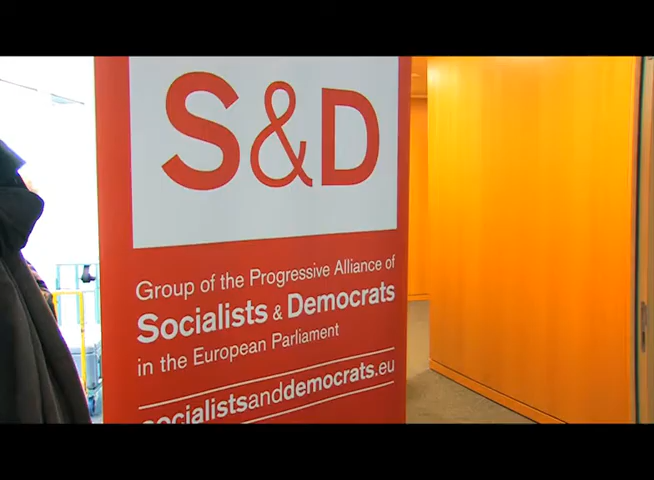 S&D
Group of the Progressive Alliance of
Socialists & Democrats
in the European Parliament
socialistsanddemocrats.eu